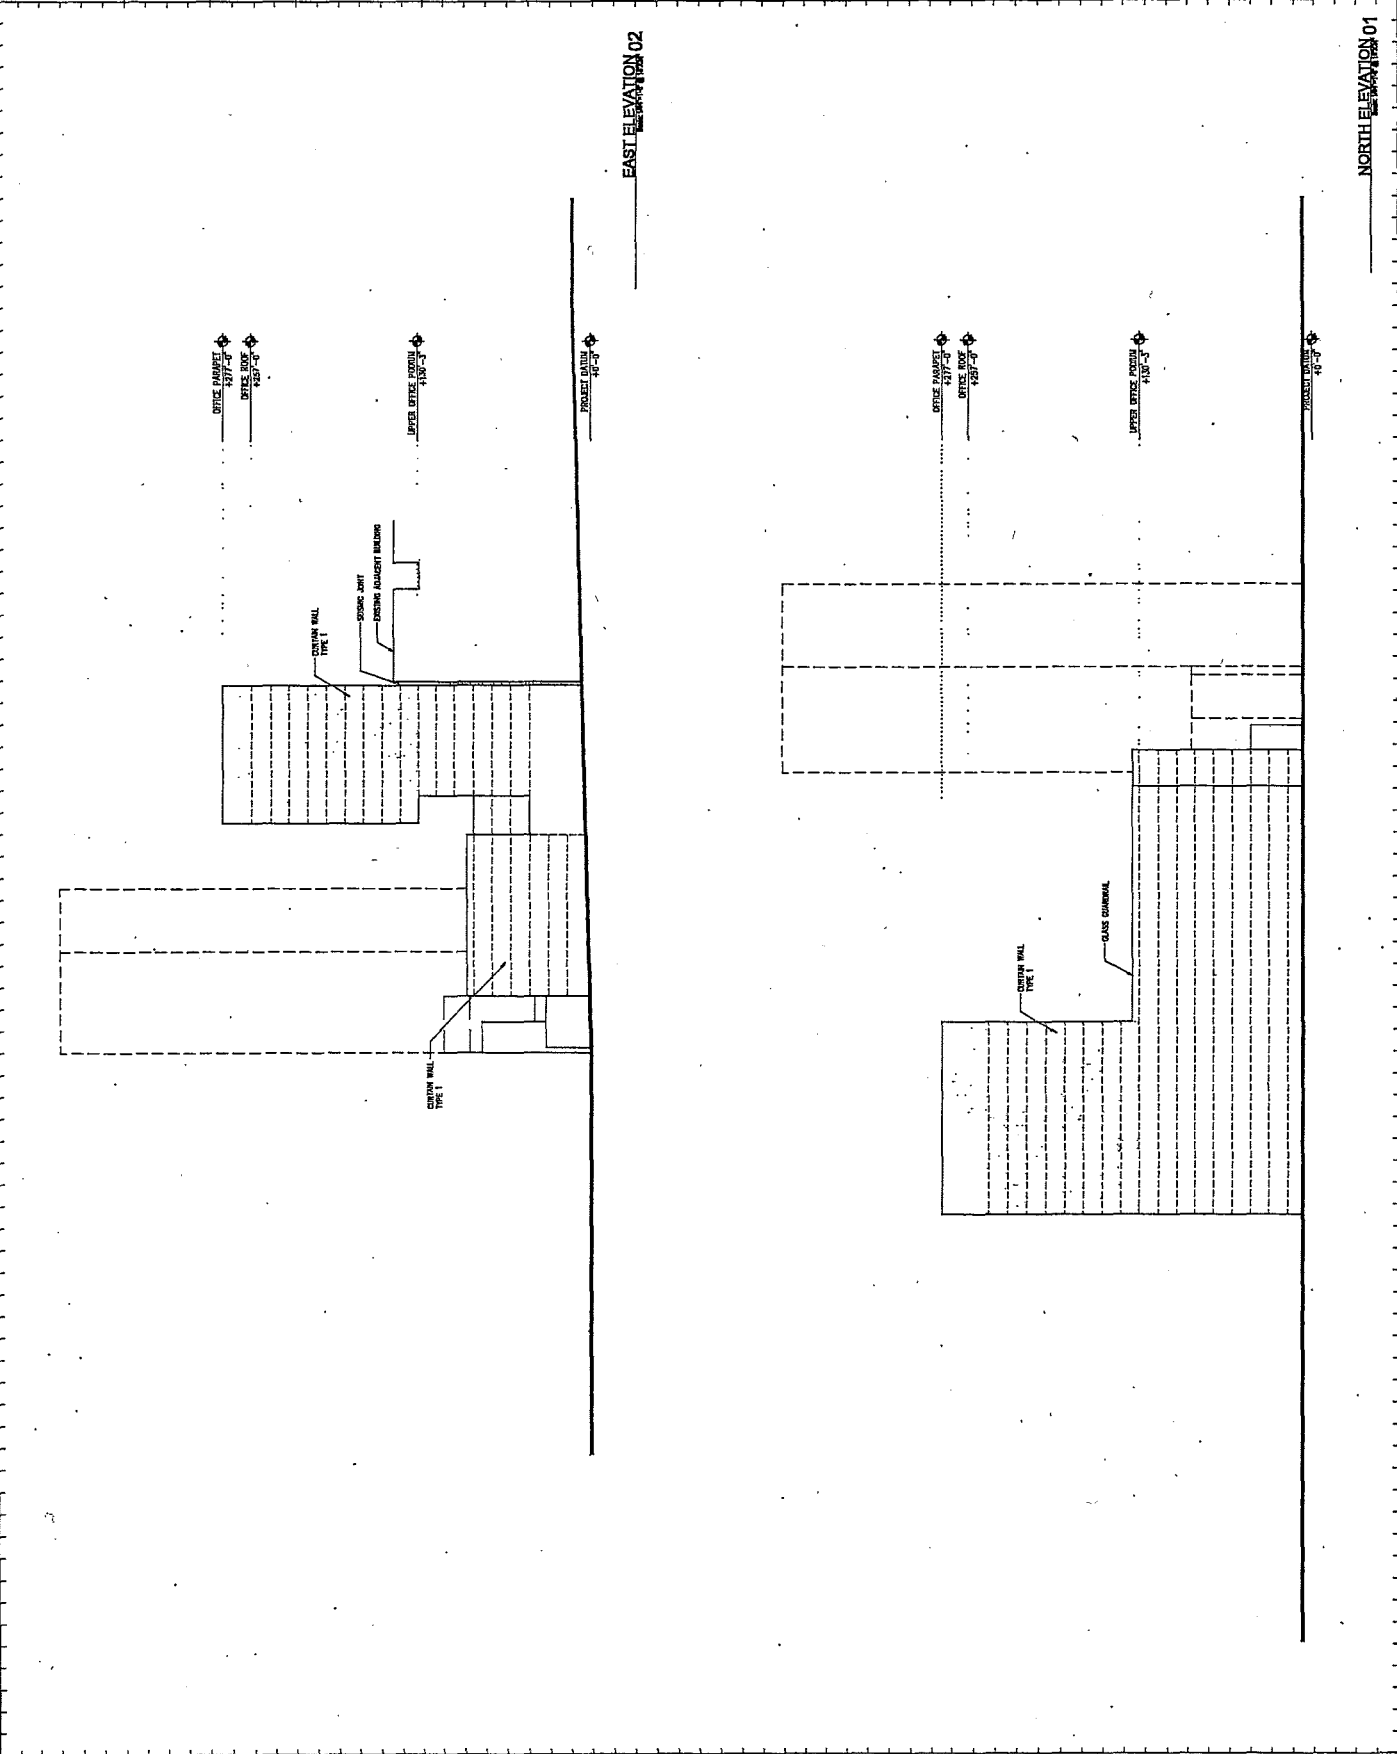 EAST ELEVATION 02
OFFICE PARAPET
+277'-0"
OFFICE ROOF
+257'-0"
UPPER OFFICE PODIUM
+130'-3"
PROJECT DATUM
+0'-0"
CURTAIN WALL
TYPE 1
SEISMIC JOINT
EXISTING ADJACENT BUILDING
CURTAIN WALL
TYPE 1
NORTH ELEVATION 01
OFFICE PARAPET
+277'-0"
OFFICE ROOF
+257'-0"
UPPER OFFICE PODIUM
+130'-3"
PROJECT DATUM
+0'-0"
GLASS GUARDRAIL
CURTAIN WALL
TYPE 1